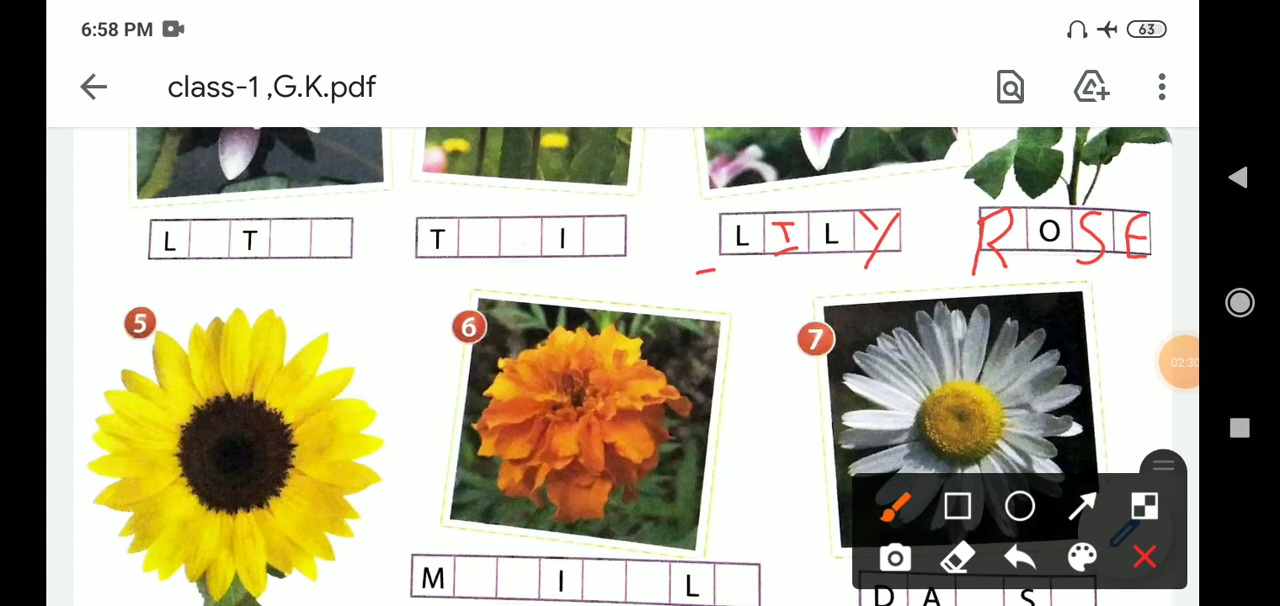 6:58 PM 63
class-1 ,G.K.pdf
L T
T I
L I L Y
R O S E
02:30
5
6
7
M I L
D A S